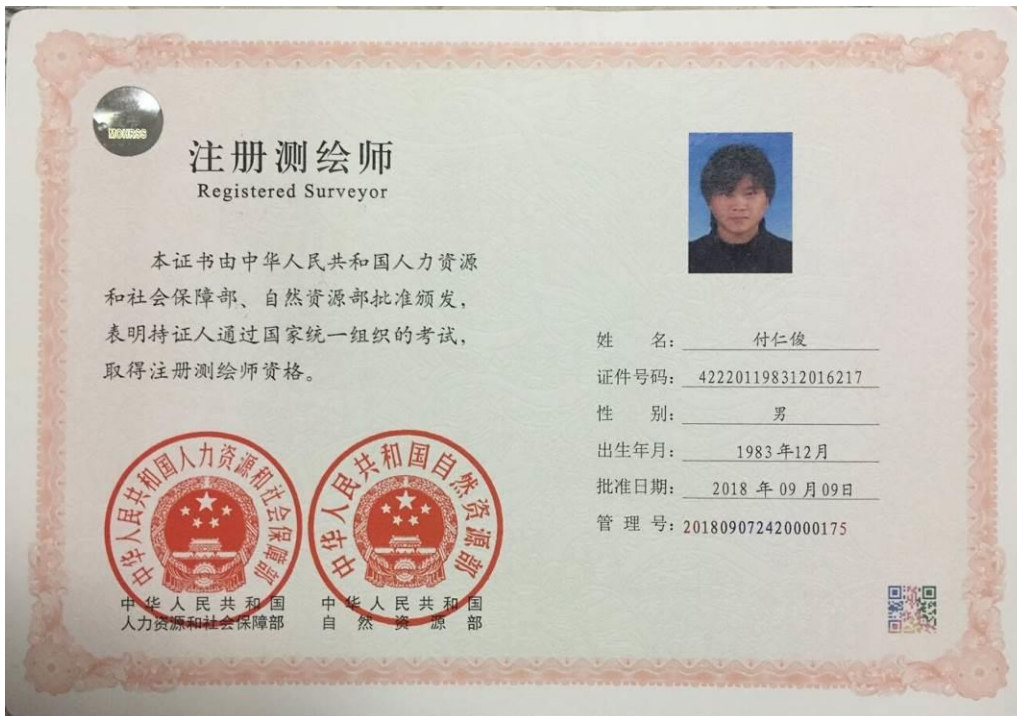 MOHRSS
注册测绘师
Registered Surveyor
本证书由中华人民共和国人力资源
和社会保障部、自然资源部批准颁发，
表明持证人通过国家统一组织的考试，
取得注册测绘师资格。
中华人民共和国人力资源和社会保障部
中华人民共和国自然资源部
中华人民共和国
人力资源和社会保障部
中华人民共和国
自然资源部
姓名：付仁俊
证件号码：422201198312016217
性别：男
出生年月：1983年12月
批准日期：2018年09月09日
管理号：201809072420000175